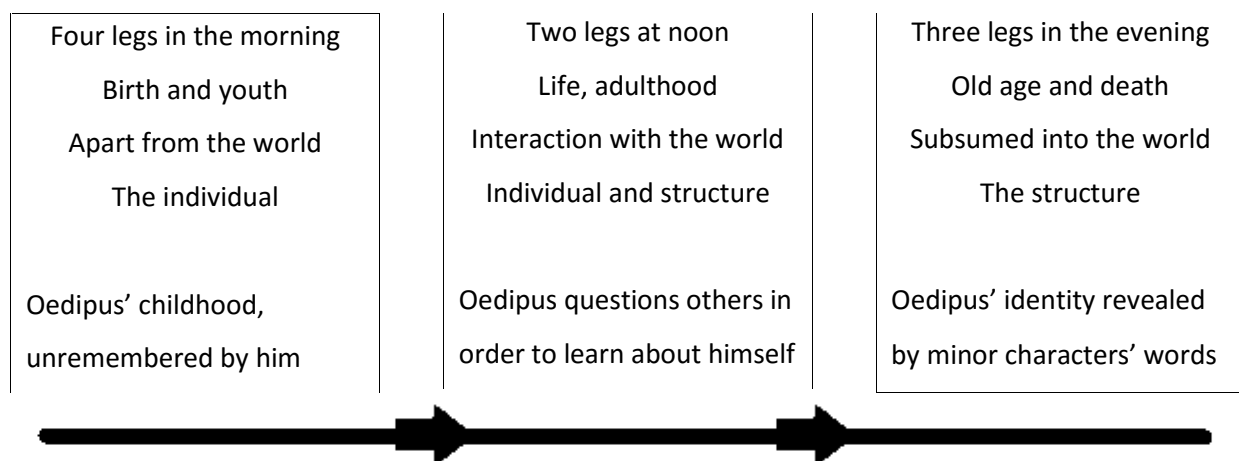 Four legs in the morning
Birth and youth
Apart from the world
The individual
Oedipus’ childhood,
unremembered by him
Two legs at noon
Life, adulthood
Interaction with the world
Individual and structure
Oedipus questions others in
order to learn about himself
Three legs in the evening
Old age and death
Subsumed into the world
The structure
Oedipus’ identity revealed
by minor characters’ words